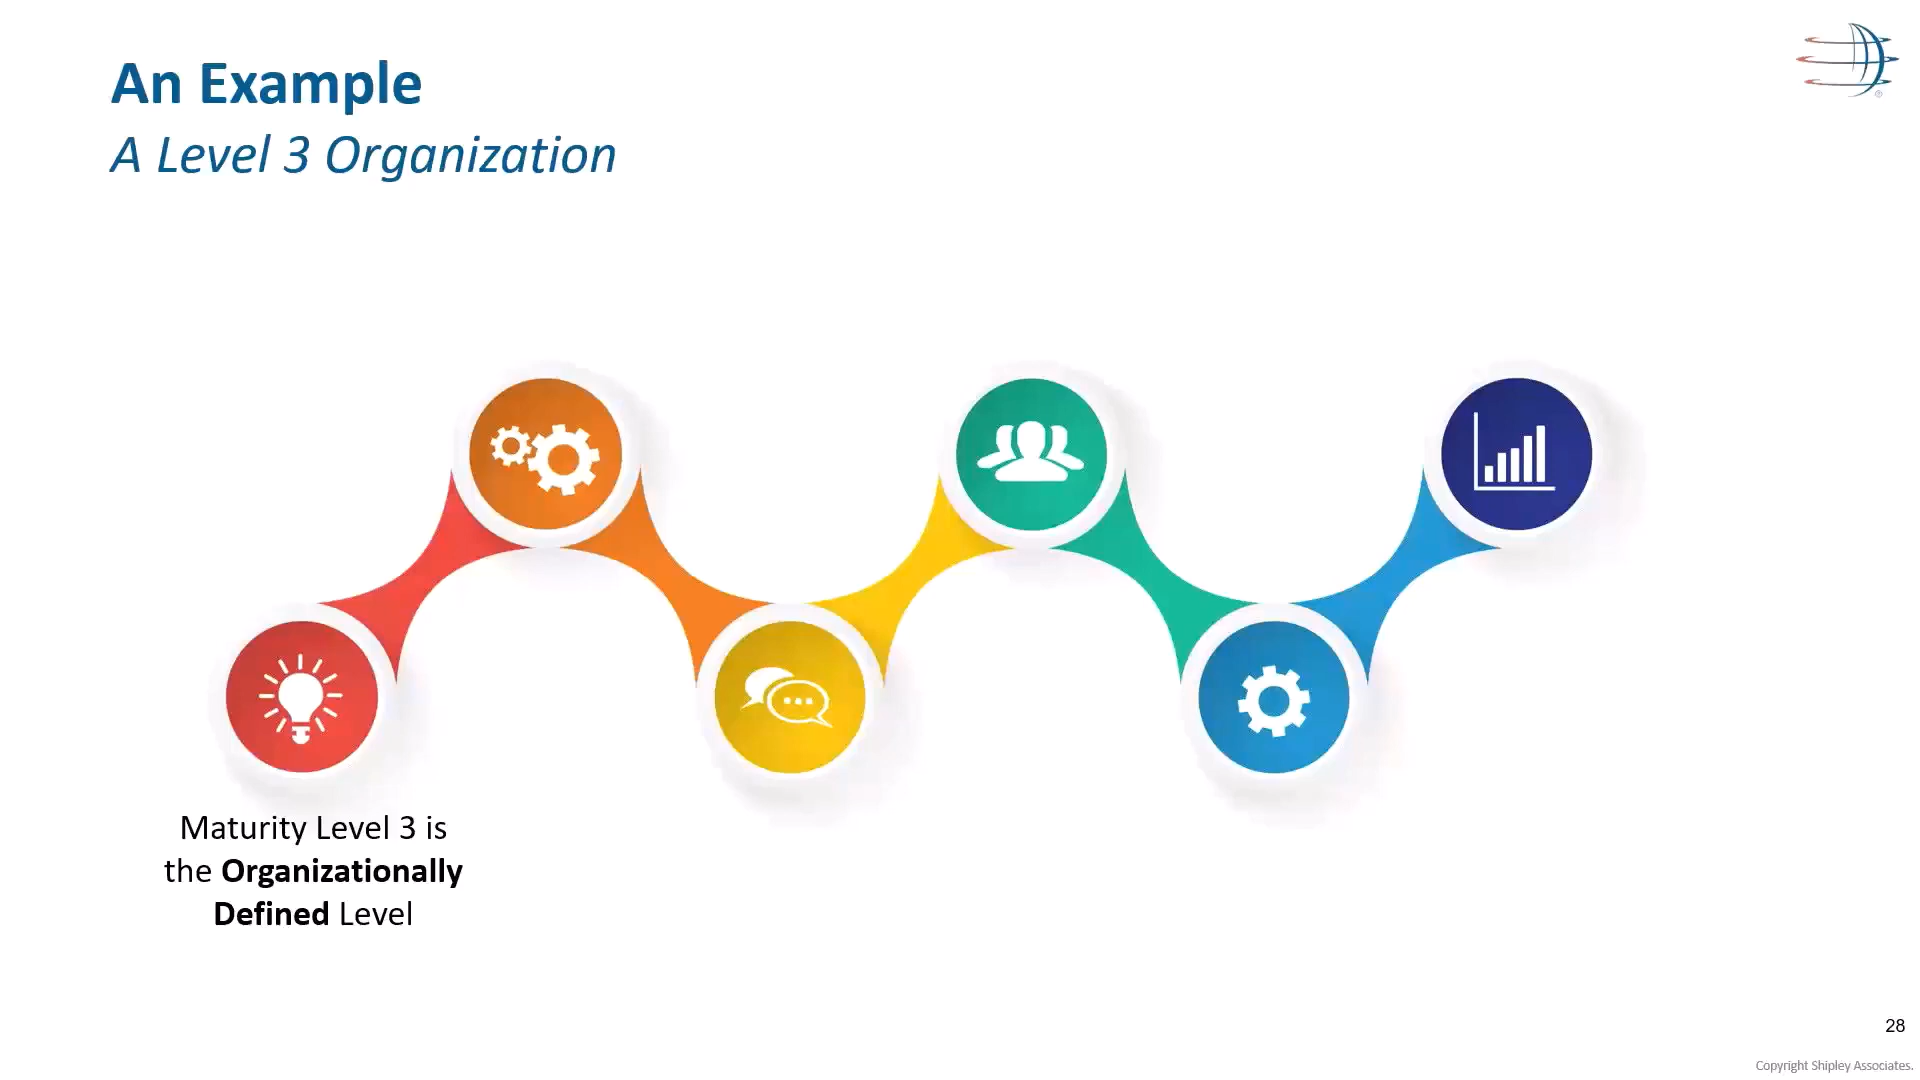 An Example
A Level 3 Organization
®
Maturity Level 3 is
the Organizationally
Defined Level
28
Copyright Shipley Associates.